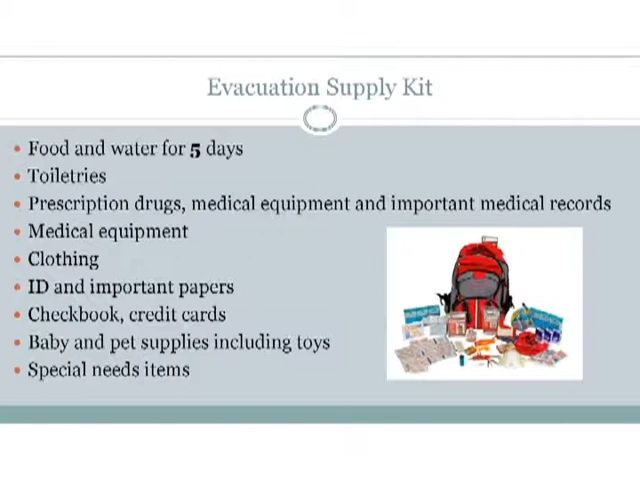 Evacuation Supply Kit
Food and water for 5 days
Toiletries
Prescription drugs, medical equipment and important medical records
Medical equipment
Clothing
ID and important papers
Checkbook, credit cards
Baby and pet supplies including toys
Special needs items